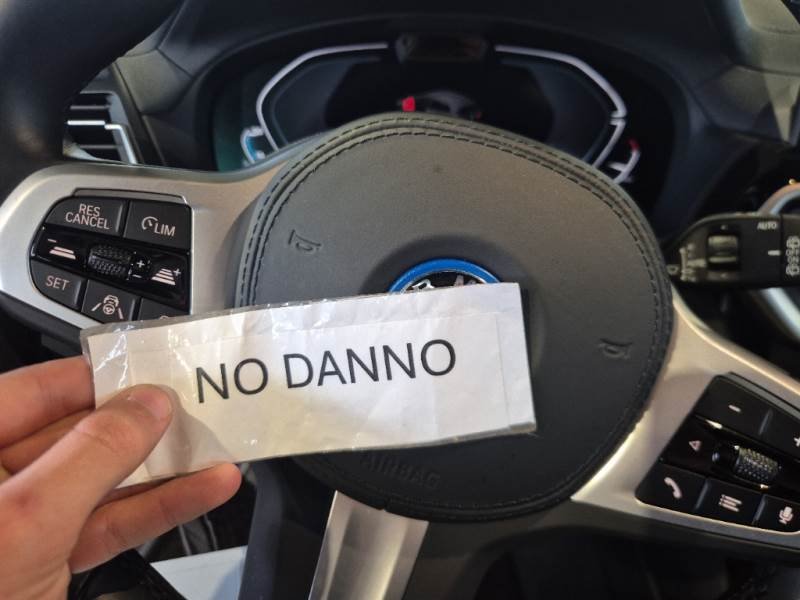 RES
CANCEL
LIM
SET
AUTO
NO DANNO
AIRBAG